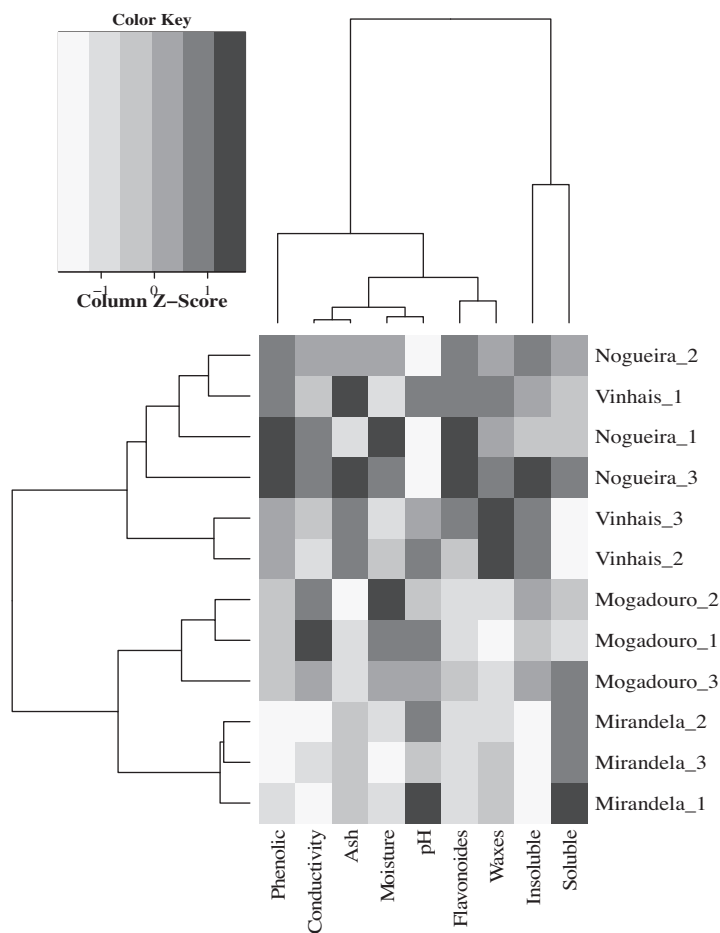 Color Key
−1 0 1
Column Z−Score
Nogueira_2
Vinhais_1
Nogueira_1
Nogueira_3
Vinhais_3
Vinhais_2
Mogadouro_2
Mogadouro_1
Mogadouro_3
Mirandela_2
Mirandela_3
Mirandela_1
Phenolic
Conductivity
Ash
Moisture
pH
Flavonoides
Waxes
Insoluble
Soluble